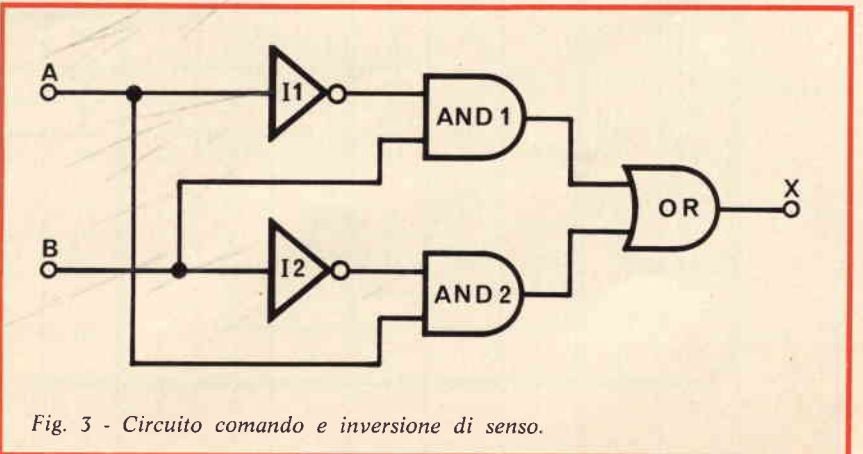 A
I1
AND 1
OR
X
B
I2
AND 2
Fig. 3 - Circuito comando e inversione di senso.